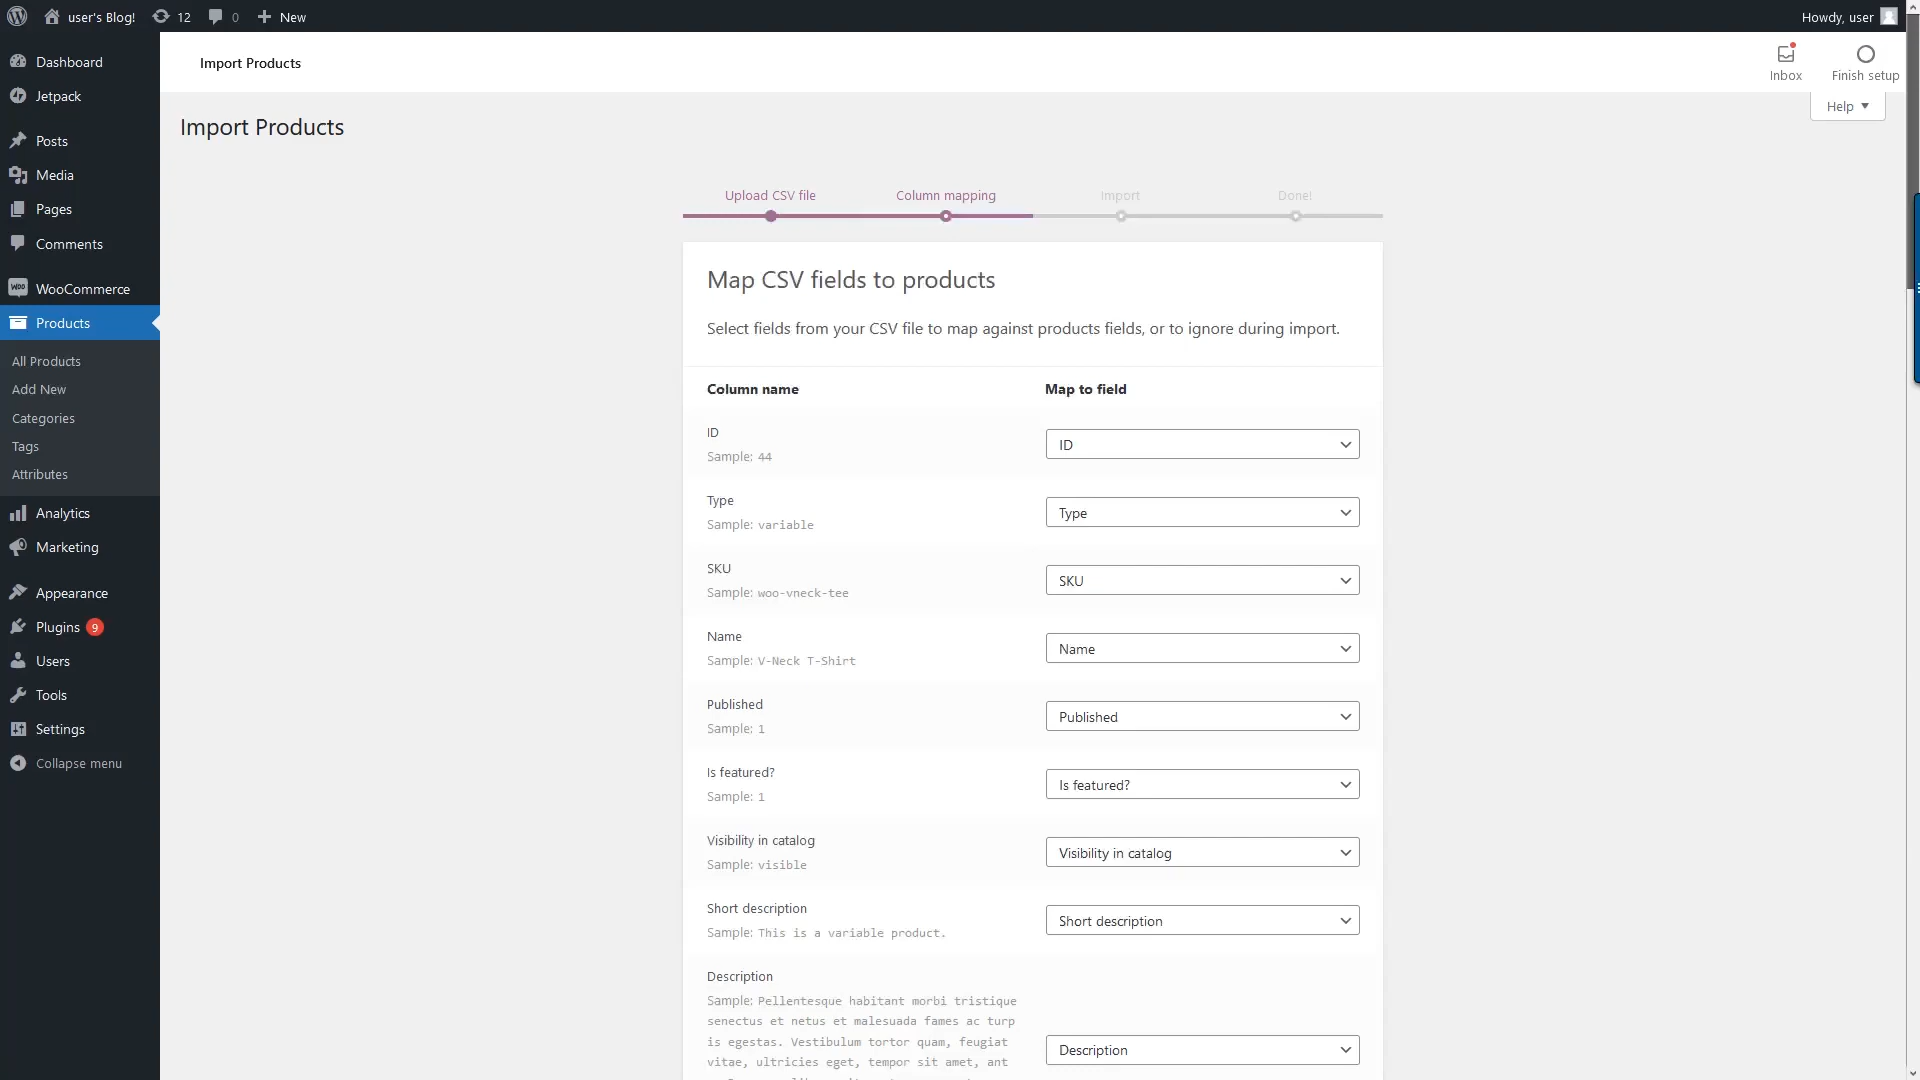 user's Blog!
12
0
New
Howdy, user
Dashboard
Jetpack
Posts
Media
Pages
Comments
WooCommerce
Products
All Products
Add New
Categories
Tags
Attributes
Analytics
Marketing
Appearance
Plugins 9
Users
Tools
Settings
Collapse menu
Import Products
Inbox
Finish setup
Help
Import Products
Upload CSV file
Column mapping
Import
Done!
Map CSV fields to products
Select fields from your CSV file to map against products fields, or to ignore during import.
Column name
Map to field
ID
Sample: 44
ID
Type
Sample: variable
Type
SKU
Sample: woo-vneck-tee
SKU
Name
Sample: V-Neck T-Shirt
Name
Published
Sample: 1
Published
Is featured?
Sample: 1
Is featured?
Visibility in catalog
Sample: visible
Visibility in catalog
Short description
Sample: This is a variable product.
Short description
Description
Sample: Pellentesque habitant morbi tristique
senectus et netus et malesuada fames ac turp
is egestas. Vestibulum tortor quam, feugiat
vitae, ultricies eget, tempor sit amet, ant
Description